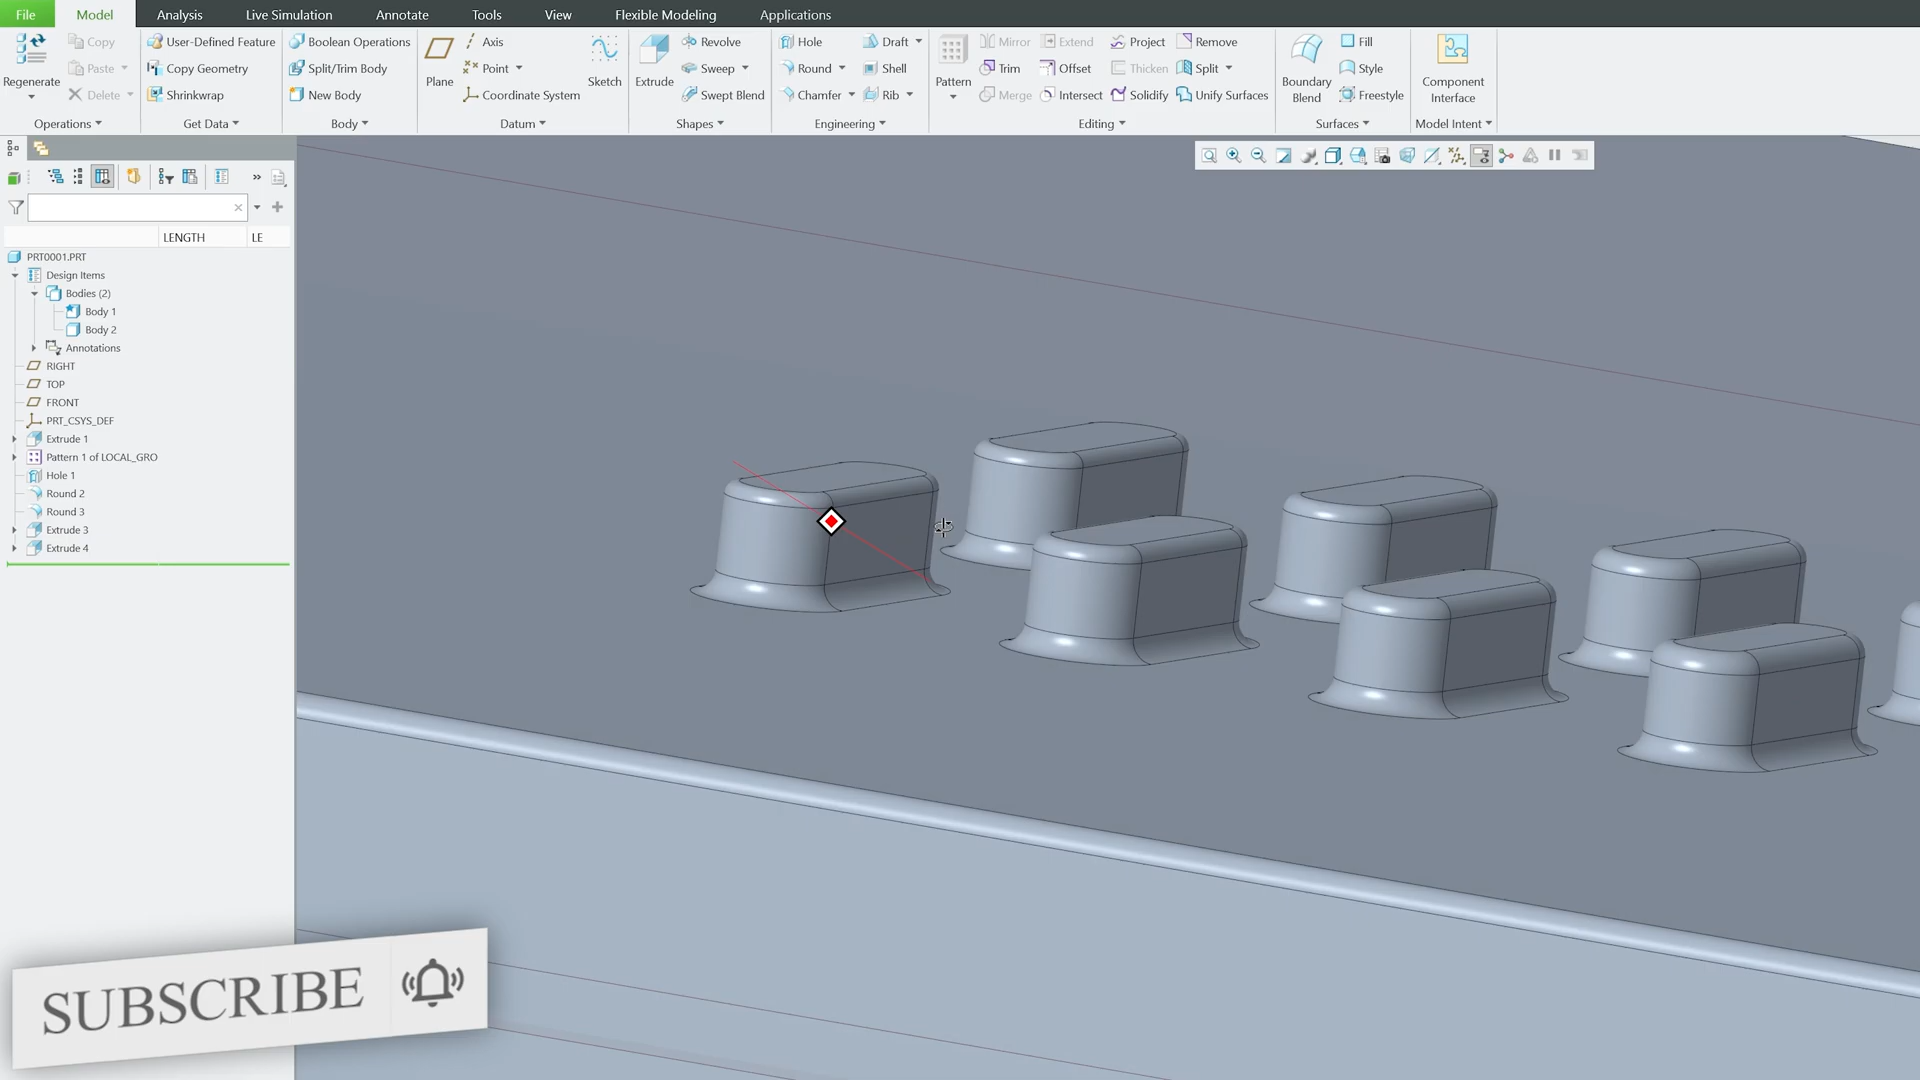 File Model Analysis Live Simulation Annotate Tools View Flexible Modeling Applications
Regenerate
Copy
Paste
Delete
Operations
User-Defined Feature
Copy Geometry
Shrinkwrap
Get Data
Boolean Operations
Split/Trim Body
New Body
Body
Plane
Axis
Point
Coordinate System
Sketch
Datum
Extrude
Revolve
Sweep
Swept Blend
Shapes
Hole
Round
Chamfer
Draft
Shell
Rib
Engineering
Pattern
Mirror
Trim
Merge
Extend
Offset
Intersect
Project
Thicken
Solidify
Remove
Split
Unify Surfaces
Editing
Boundary
Blend
Fill
Style
Freestyle
Surfaces
Component
Interface
Model Intent
LENGTH LE
PRT0001.PRT
Design Items
Bodies (2)
Body 1
Body 2
Annotations
RIGHT
TOP
FRONT
PRT_CSYS_DEF
Extrude 1
Pattern 1 of LOCAL_GRO
Hole 1
Round 2
Round 3
Extrude 3
Extrude 4
SUBSCRIBE